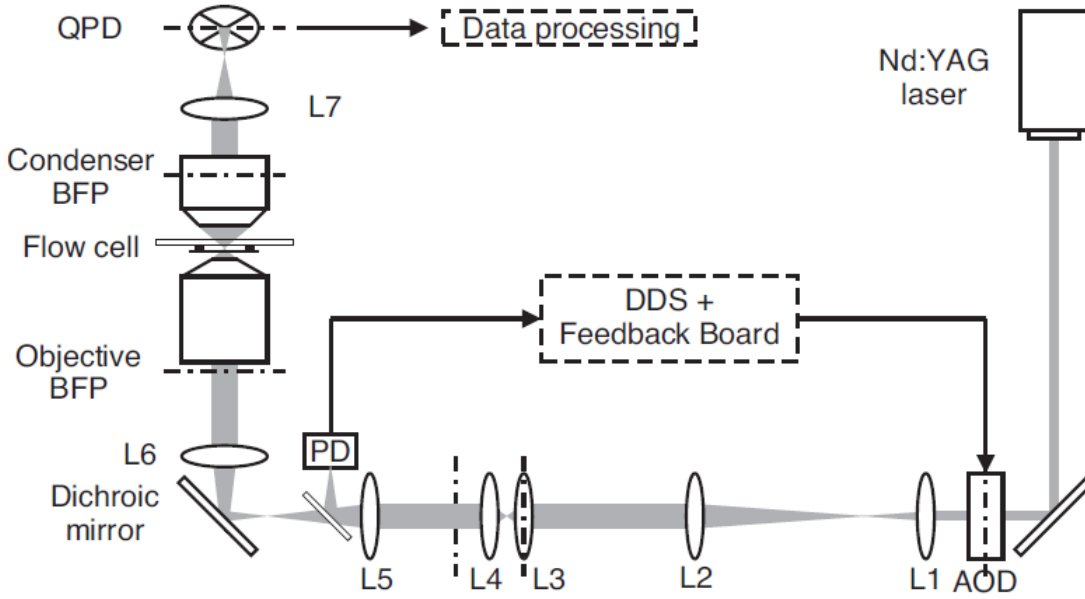 QPD
Data processing
Nd:YAG
laser
L7
Condenser
BFP
Flow cell
DDS +
Feedback Board
Objective
BFP
L6
PD
Dichroic
mirror
L5
L4
L3
L2
L1
AOD